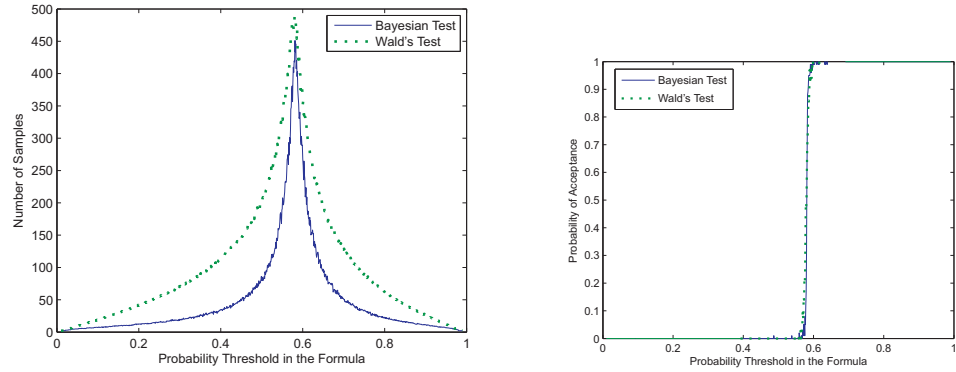 500
450
400
350
300
250
200
150
100
50
0
Number of Samples
Bayesian Test
Wald's Test
0 0.2 0.4 0.6 0.8 1
Probability Threshold in the Formula
1
0.9
0.8
0.7
0.6
0.5
0.4
0.3
0.2
0.1
0
Probability of Acceptance
Bayesian Test
Wald's Test
0 0.2 0.4 0.6 0.8 1
Probability Threshold in the Formula